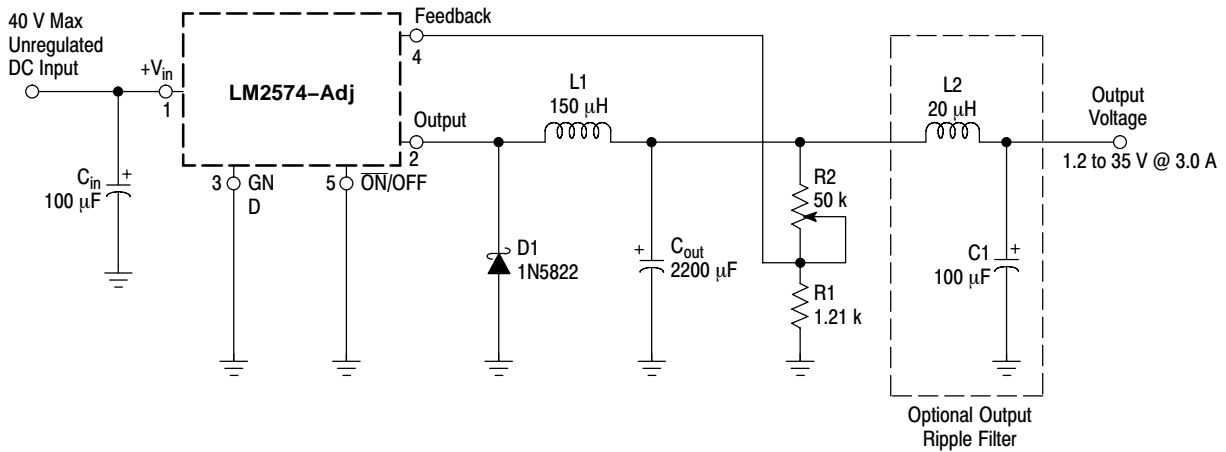 40 V Max
Unregulated
DC Input
+Vin
1
LM2574–Adj
Feedback
4
Output
2
3
GN
D
5
ON/OFF
Cin
100 µF
+
L1
150 µH
D1
1N5822
+
Cout
2200 µF
R2
50 k
R1
1.21 k
L2
20 µH
C1
100 µF
+
Output
Voltage
1.2 to 35 V @ 3.0 A
Optional Output
Ripple Filter